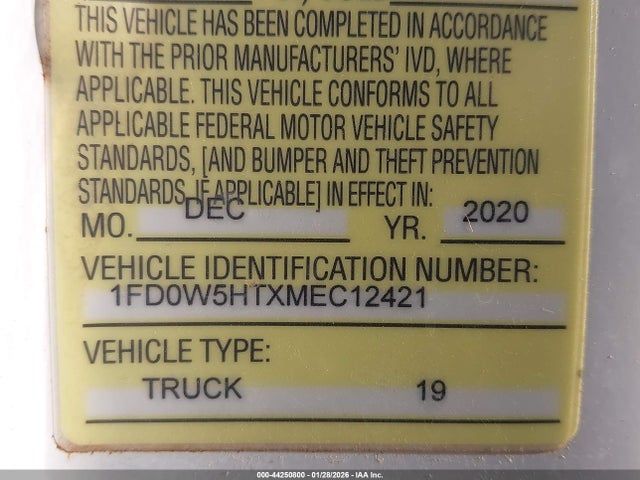 THIS VEHICLE HAS BEEN COMPLETED IN ACCORDANCE
WITH THE PRIOR MANUFACTURERS' IVD, WHERE
APPLICABLE. THIS VEHICLE CONFORMS TO ALL
APPLICABLE FEDERAL MOTOR VEHICLE SAFETY
STANDARDS, [AND BUMPER AND THEFT PREVENTION
STANDARDS, IF APPLICABLE] IN EFFECT IN:
MO. DEC YR. 2020
VEHICLE IDENTIFICATION NUMBER:
1FD0W5HTXMEC12421
VEHICLE TYPE:
TRUCK 19
000-44250800 - 01/28/2026 - IAA Inc.